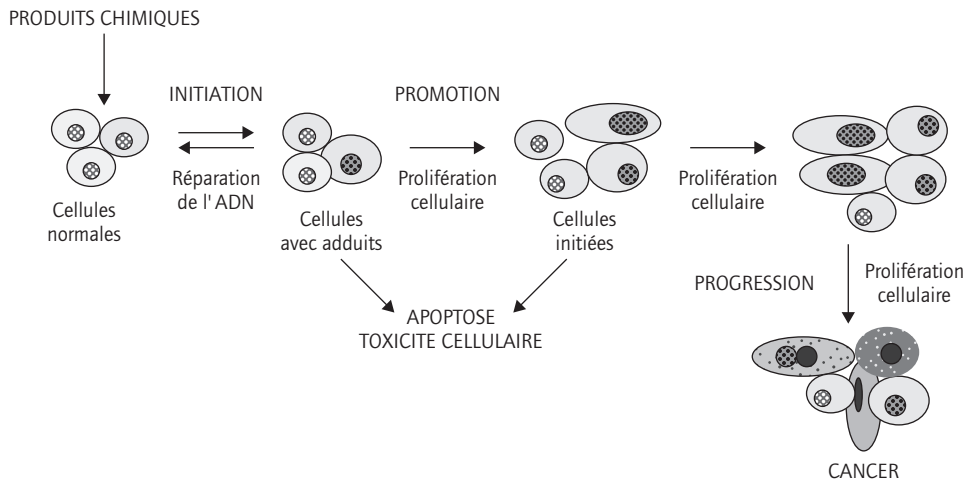 PRODUITS CHIMIQUES
INITIATION
PROMOTION
Réparation
de l' ADN
Prolifération
cellulaire
Prolifération
cellulaire
Cellules
normales
Cellules
avec adduits
Cellules
initiées
PROGRESSION
Prolifération
cellulaire
APOPTOSE
TOXICITE CELLULAIRE
CANCER